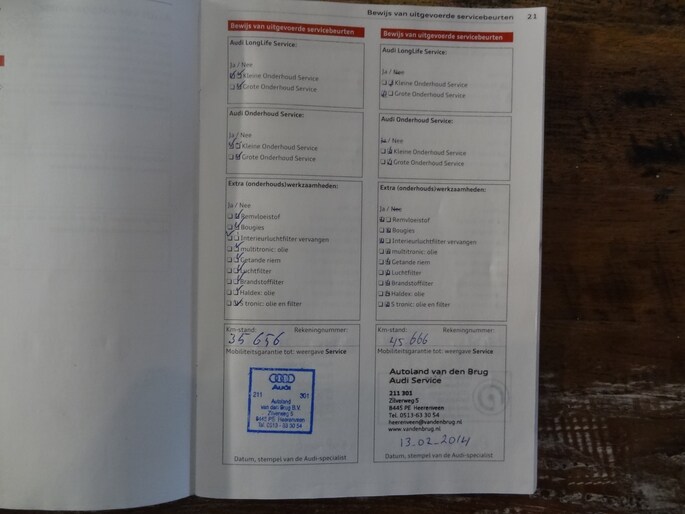 Bewijs van uitgevoerde servicebeurten 21
Bewijs van uitgevoerde servicebeurten
Audi LongLife Service:
Ja / Nee
Kleine Onderhoud Service
Grote Onderhoud Service
Audi Onderhoud Service:
Ja / Nee
Kleine Onderhoud Service
Grote Onderhoud Service
Extra (onderhouds)werkzaamheden:
Ja / Nee
Remvloeistof
Bougies
Interieurluchtfilter vervangen
multitronic: olie
Getande riem
Luchtfilter
Brandstoffilter
Haldex: olie
S tronic: olie en filter
Km-stand: Rekeningnummer:
35 656
Mobiliteitsgarantie tot: weergave Service
Audi
211 301
Autoland
van den Brug B.V.
Zilverweg 5
8445 PE Heerenveen
Tel. 0513 - 63 30 54
Datum, stempel van de Audi-specialist
Bewijs van uitgevoerde servicebeurten
Audi LongLife Service:
Ja / Nee
Kleine Onderhoud Service
Grote Onderhoud Service
Audi Onderhoud Service:
Ja / Nee
Kleine Onderhoud Service
Grote Onderhoud Service
Extra (onderhouds)werkzaamheden:
Ja / Nee
Remvloeistof
Bougies
Interieurluchtfilter vervangen
multitronic: olie
Getande riem
Luchtfilter
Brandstoffilter
Haldex: olie
S tronic: olie en filter
Km-stand: Rekeningnummer:
45 666
Mobiliteitsgarantie tot: weergave Service
Autoland van den Brug
Audi Service
211 301
Zilverweg 5
8445 PE Heerenveen
Tel. 0513-63 30 54
heerenveen@vandenbrug.nl
www.vandenbrug.nl
13-02-2014
Datum, stempel van de Audi-specialist